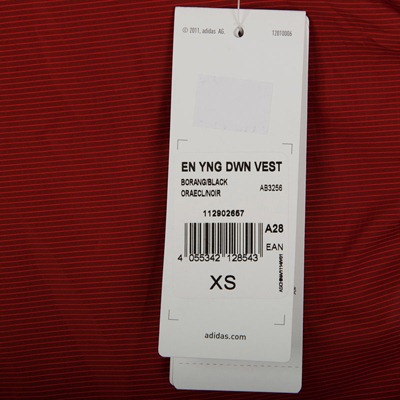 © 2011, adidas AG
12010006
EN YNG DWN VEST
BORANG/BLACK
ORAECL/NOIR
AB3256
112902657
A28
EAN
4 055342 128543
XS
adidas.com